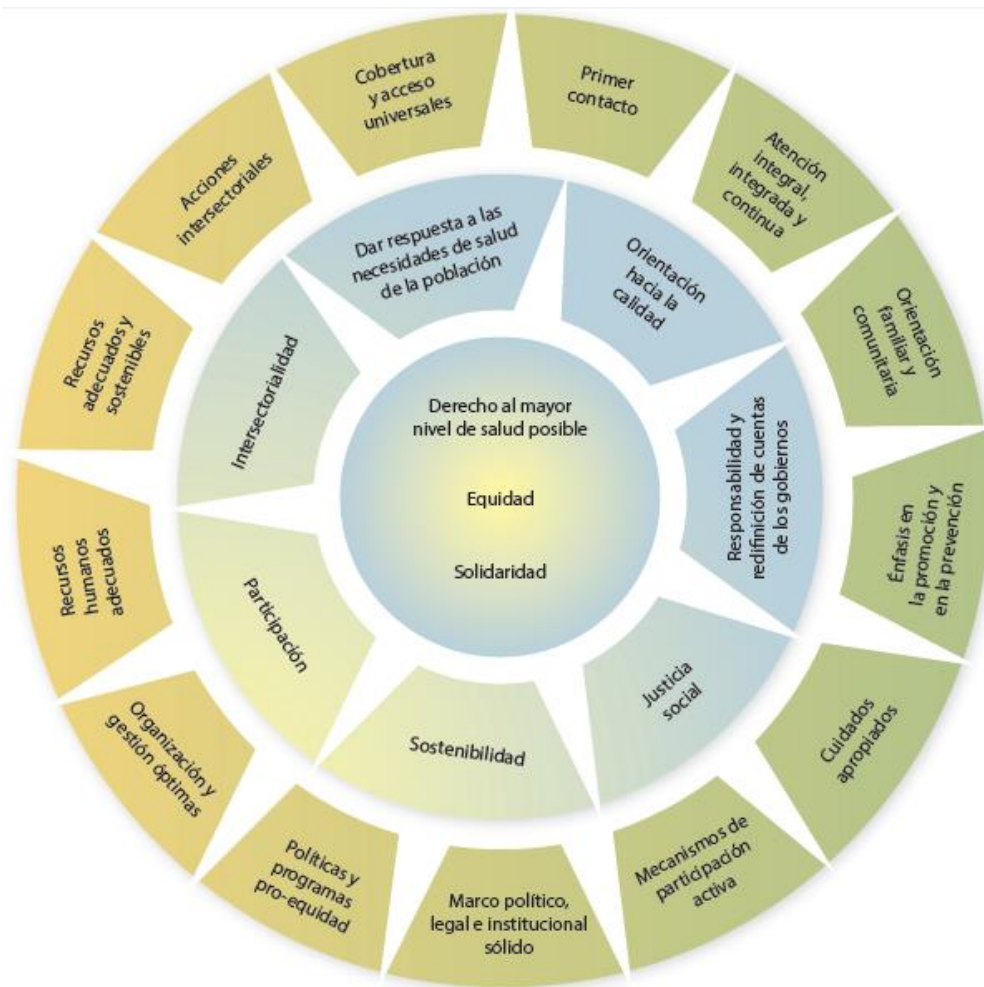 Cobertura
y acceso
universales
Primer
contacto
Atención
integral,
integrada y
continua
Orientación
familiar y
comunitaria
Énfasis en
la promoción y
en la prevención
Cuidados
apropiados
Mecanismos de
participación
activa
Marco político,
legal e institucional
sólido
Políticas y
programas
pro-equidad
Organización y
gestión óptimas
Recursos
humanos
adecuados
Recursos
adecuados y
sostenibles
Acciones
intersectoriales
Dar respuesta a las
necesidades de salud
de la población
Orientación
hacia la
calidad
Responsabilidad y
redifinición de cuentas
de los gobiernos
Justicia
social
Sostenibilidad
Participación
Intersectorialidad
Derecho al mayor
nivel de salud posible
Equidad
Solidaridad